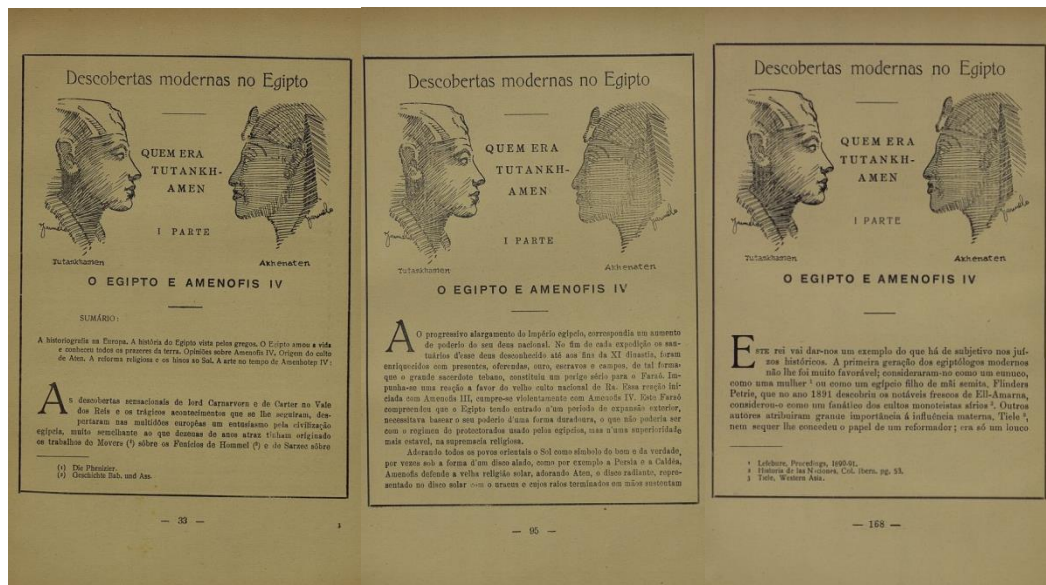 Descobertas modernas no Egipto
QUEM ERA
TUTANKH-
AMEN
I PARTE
Tutankhamen
Akhenaten
O EGIPTO E AMENOFIS IV
SUMÁRIO:
A historiografia na Europa. A história do Egipto vista pelos gregos. O Egipto amou a vida
e conheceu todos os prazeres da terra. Opiniões sobre Amenofis IV. Origem do culto
de Aten. A reforma religiosa e os hinos ao Sol. A arte no tempo de Amenhotep IV:
AS descobertas sensacionais de lord Carnarvorn e de Carter no Vale
dos Reis e os trágicos acontecimentos que se lhe seguiram, des-
pertaram nas multidões europêas um entusiasmo pela civilização
egípcia, muito semelhante ao que dezenas de anos atraz tinham originado
os trabalhos do Movers (¹) sôbre os Fenícios de Hommel (²) e de Sarzec sôbre
(¹) Die Phenizier.
(²) Geschichte Bab. und Ass.
— 33 —
3
Descobertas modernas no Egipto
QUEM ERA
TUTANKH-
AMEN
I PARTE
Tutankhamen
Akhenaten
O EGIPTO E AMENOFIS IV
AO progressivo alargamento do Império egípcio, correspondia um aumento
de poderio do seu deus nacional. No fim de cada expedição os san-
tuários d'esse deus desconhecido até aos fins da XI dinastia, foram
enriquecidos com presentes, oferendas, ouro, escravos e campos, de tal forma-
que o grande sacerdote tebano, constituia um perigo sério para o Faraó. Im-
punha-se uma reação a favor do velho culto nacional de Ra. Essa reação ini-
ciada com Amenofis III, cumpre-se violentamente com Amenofis IV. Este Faraó
compreendeu que o Egipto tendo entrado n'um período de expansão exterior,
necessitava basear o seu poderio d'uma forma duradoura, o que não poderia ser
com o regimen do protectorados usado pelos egípcios, mas n'uma superioridade
mais estavel, na supremacia religiosa.
Adorando todos os povos orientais o Sol como símbolo do bom e da verdade,
por vezes sob a forma d'um disco alado, como por exemplo a Persia e a Caldêa,
Amenofis defende a velha religião solar, adorando Aten, o disco radiante, repre-
sentado no disco solar com o uraeus e cujos raios terminados em mãos sustentam
— 95 —
Descobertas modernas no Egipto
QUEM ERA
TUTANKH-
AMEN
I PARTE
Tutankhamen
Akhenaten
O EGIPTO E AMENOFIS IV
ESTE rei vai dar-nos um exemplo do que há de subjetivo nos juí-
zos históricos. A primeira geração dos egiptólogos modernos
não lhe foi muito favorável; consideraram-no como um eunuco,
como uma mulher ¹ ou como um egípcio filho de mãi semita. Flinders
Petrie, que no ano 1891 descobriu os notáveis frescos de Ell-Amarna,
considerou-o como um fanático dos cultos monoteistas sírios ². Outros
autores atribuiram grande importância á influência materna. Tiele ³,
nem sequer lhe concedeu o papel de um reformador; era só um louco
1 Lefebure, Procedings, 1890-91.
2 Historia de las Naciones, Col. ibero. pg. 53.
3 Tiele, Western Asia.
— 168 —